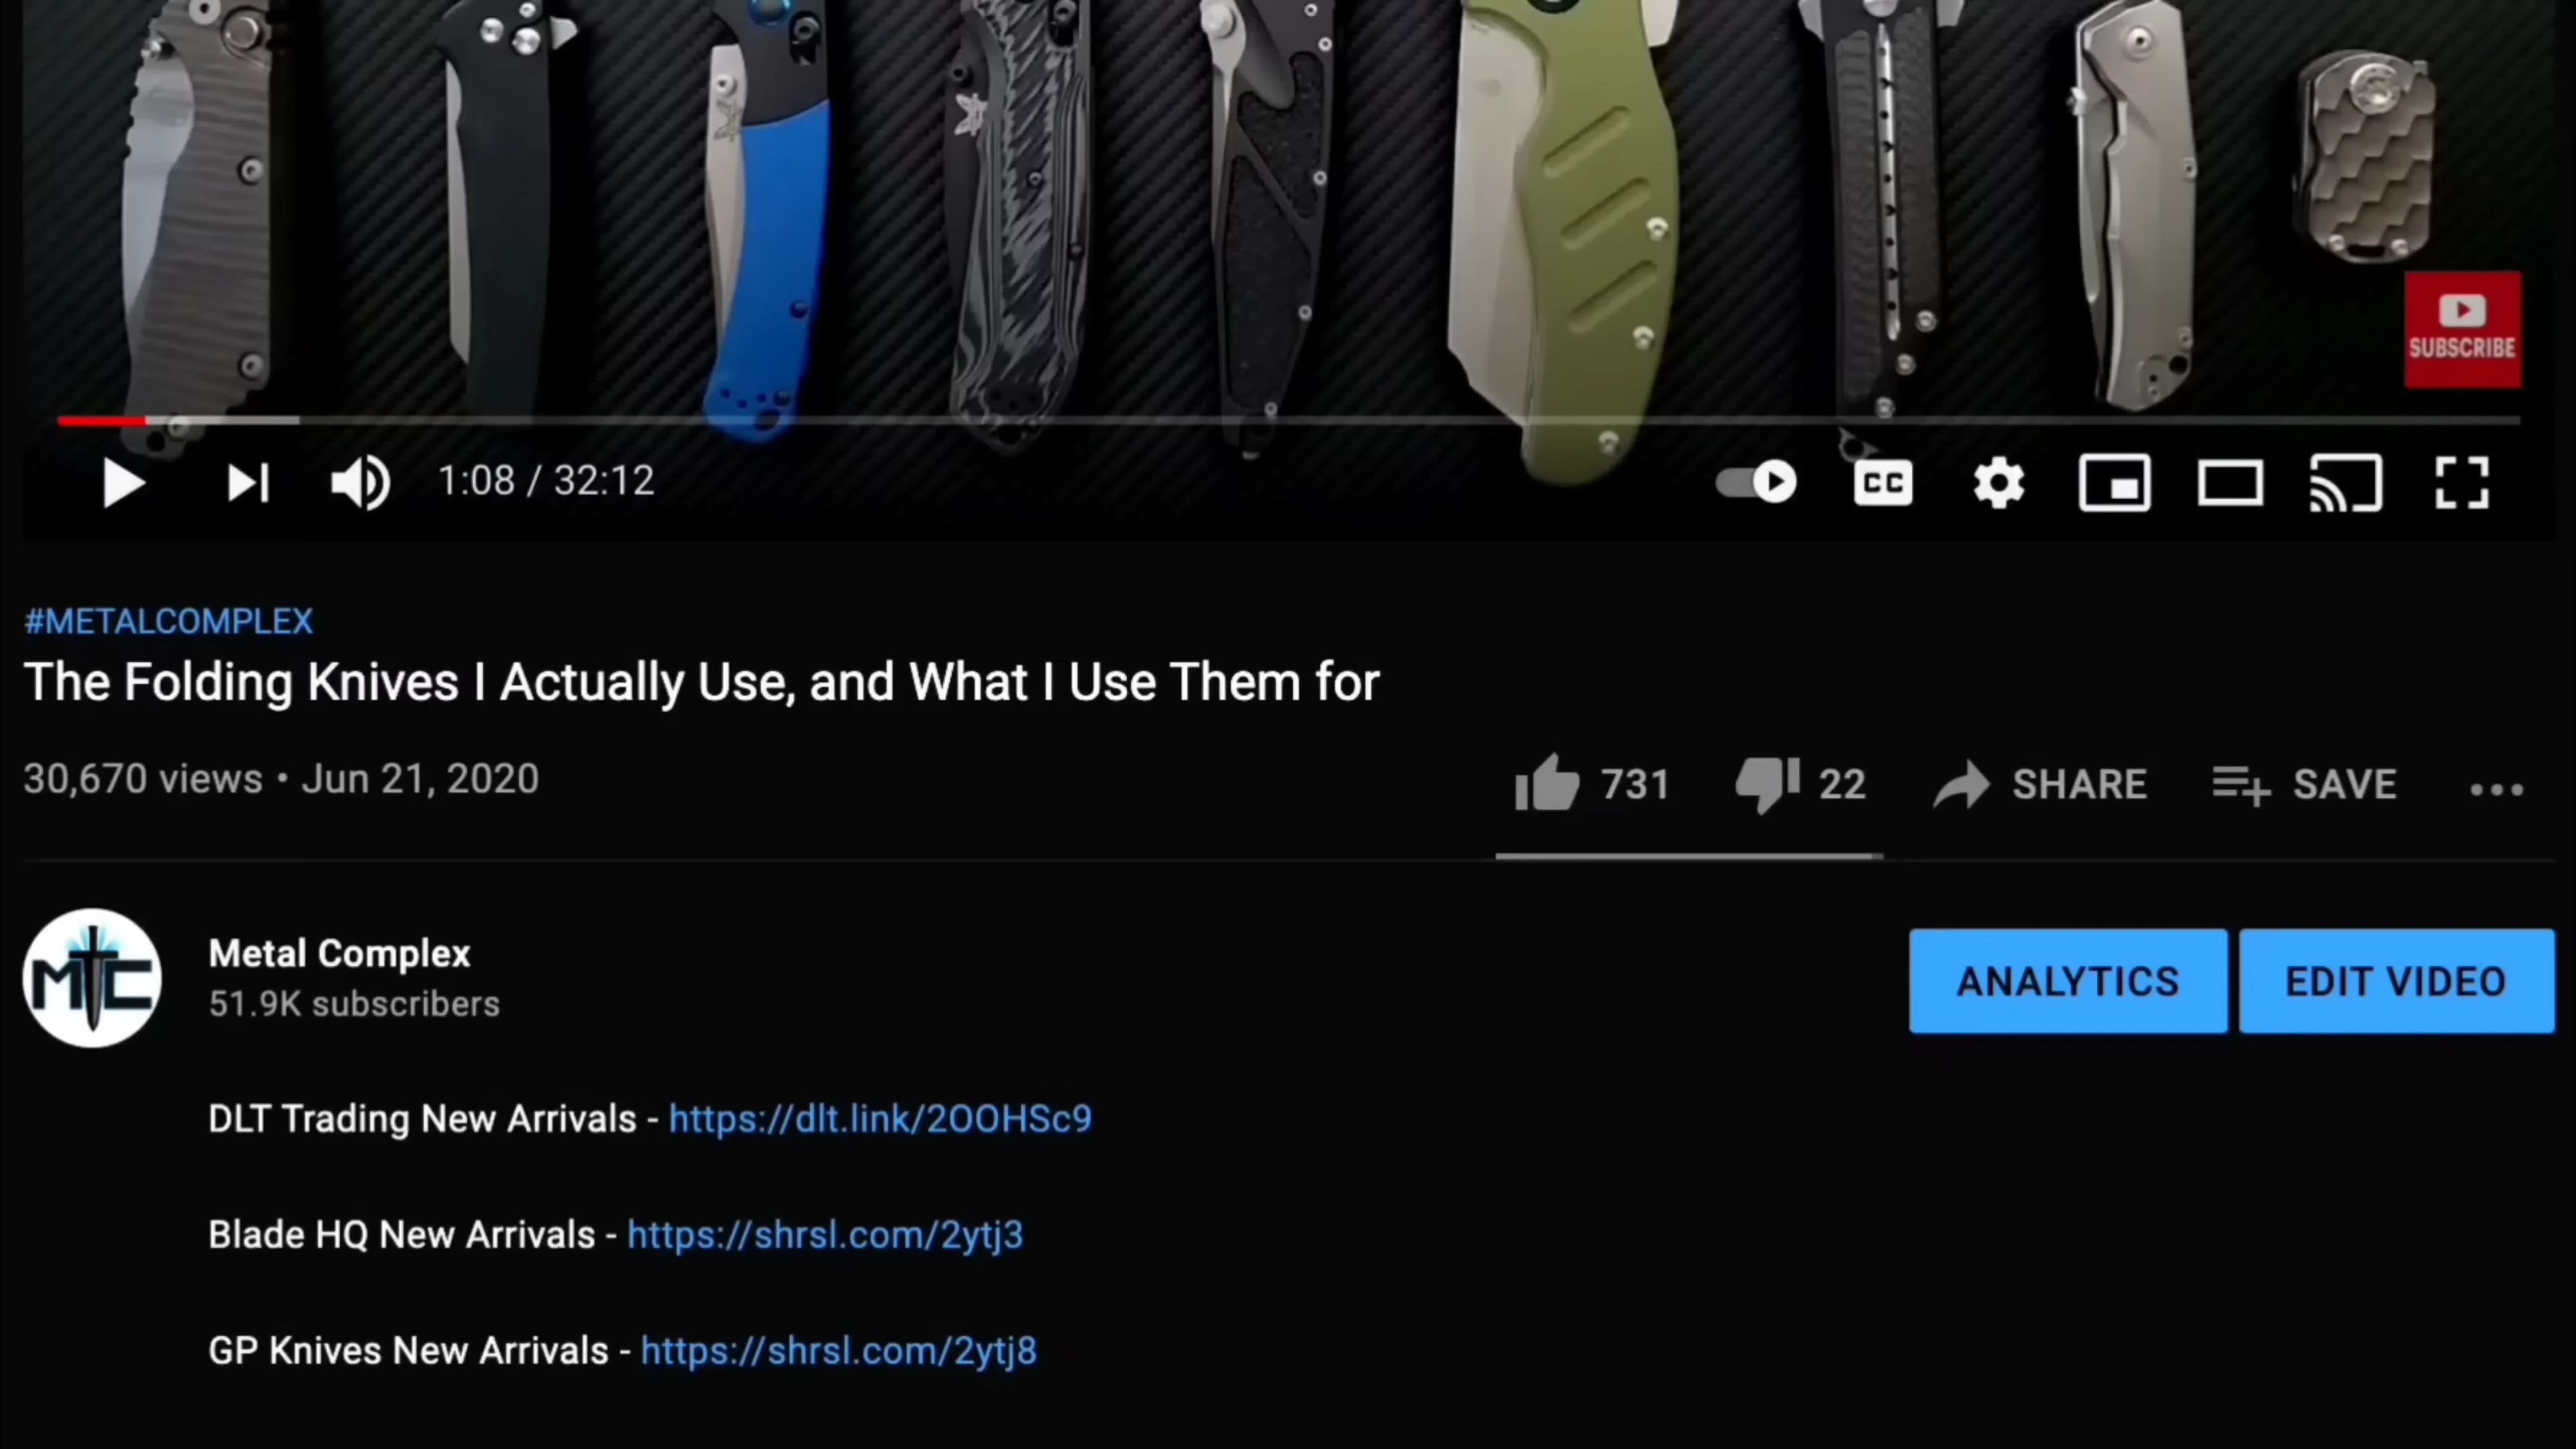 SUBSCRIBE
1:08 / 32:12
CC
#METALCOMPLEX
The Folding Knives I Actually Use, and What I Use Them for
30,670 views • Jun 21, 2020
731
22
SHARE
SAVE
MTC
Metal Complex
51.9K subscribers
ANALYTICS
EDIT VIDEO
DLT Trading New Arrivals - https://dlt.link/2OOHSc9
Blade HQ New Arrivals - https://shrsl.com/2ytj3
GP Knives New Arrivals - https://shrsl.com/2ytj8